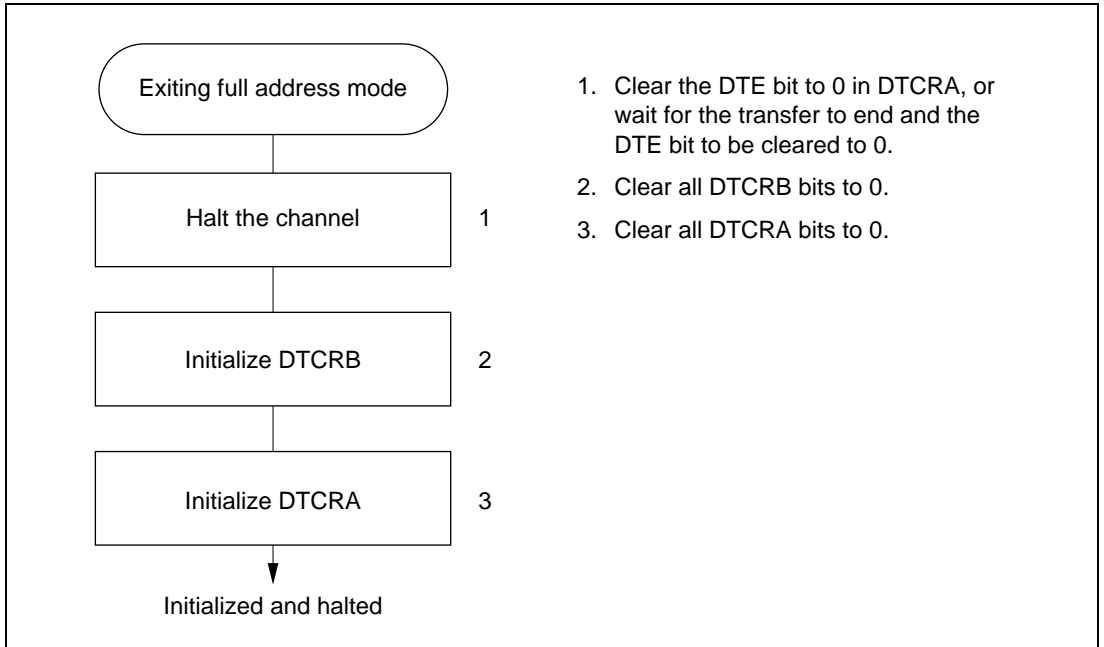 Exiting full address mode
Halt the channel
1
Initialize DTCRB
2
Initialize DTCRA
3
Initialized and halted
1. Clear the DTE bit to 0 in DTCRA, or
wait for the transfer to end and the
DTE bit to be cleared to 0.
2. Clear all DTCRB bits to 0.
3. Clear all DTCRA bits to 0.